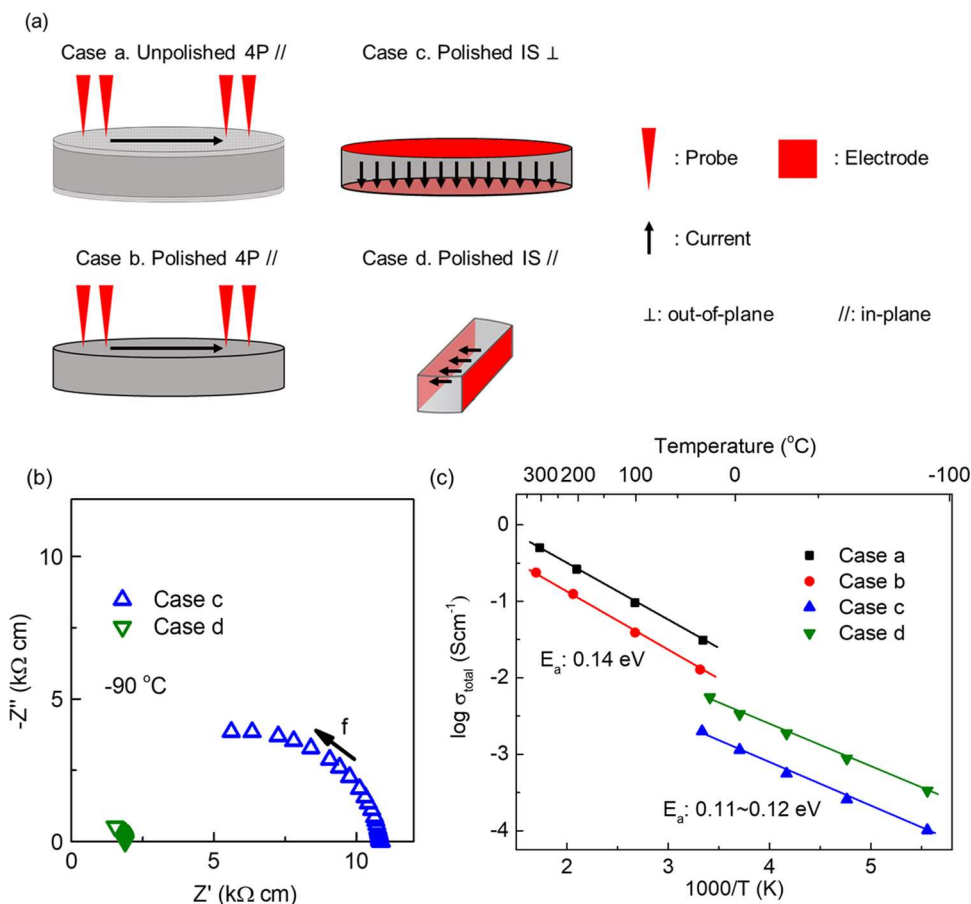 (a)
Case a. Unpolished 4P //
Case c. Polished IS ⊥
: Probe
: Electrode
: Current
Case b. Polished 4P //
Case d. Polished IS //
⊥: out-of-plane
//: in-plane
(b)
10
5
0
-Z'' (kΩ cm)
Case c
Case d
-90 °C
f
0
5
10
Z' (kΩ cm)
(c)
Temperature (°C)
300
200
100
0
-100
0
-1
-2
-3
-4
log σtotal (Scm-1)
Case a
Case b
Case c
Case d
Ea: 0.14 eV
Ea: 0.11~0.12 eV
2
3
4
5
1000/T (K)